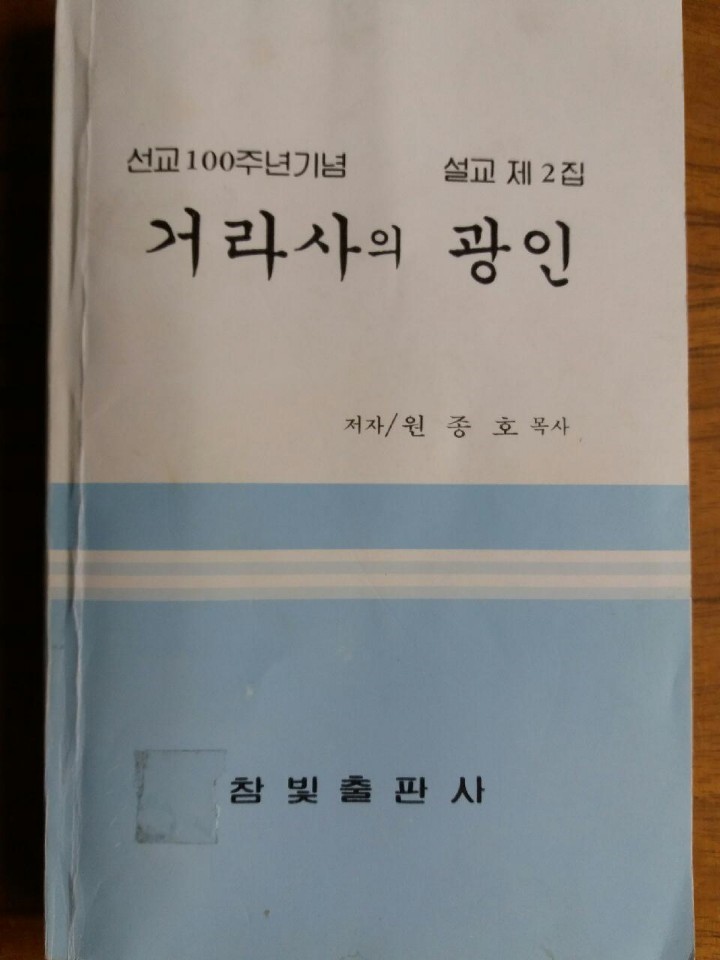 선교100주년기념 설교 제2집
거라사의 광인
저자/원 종 호 목사
참빛출판사